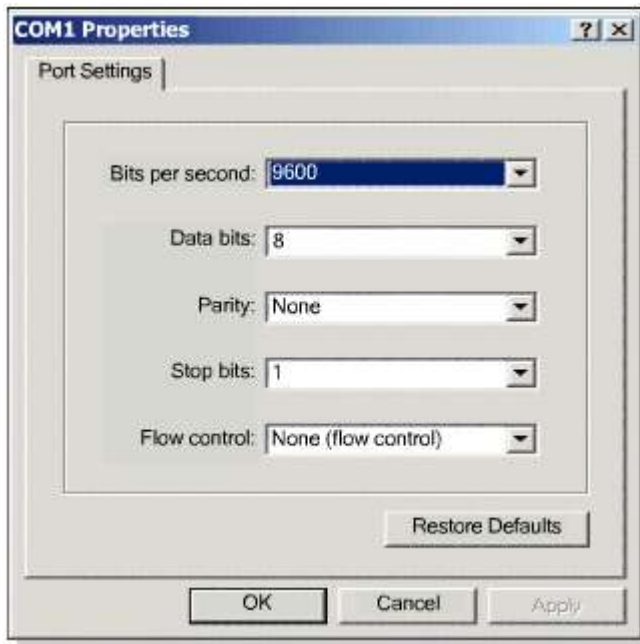 COM1 Properties
Port Settings
Bits per second: 9600
Data bits: 8
Parity: None
Stop bits: 1
Flow control: None (flow control)
Restore Defaults
OK Cancel Apply